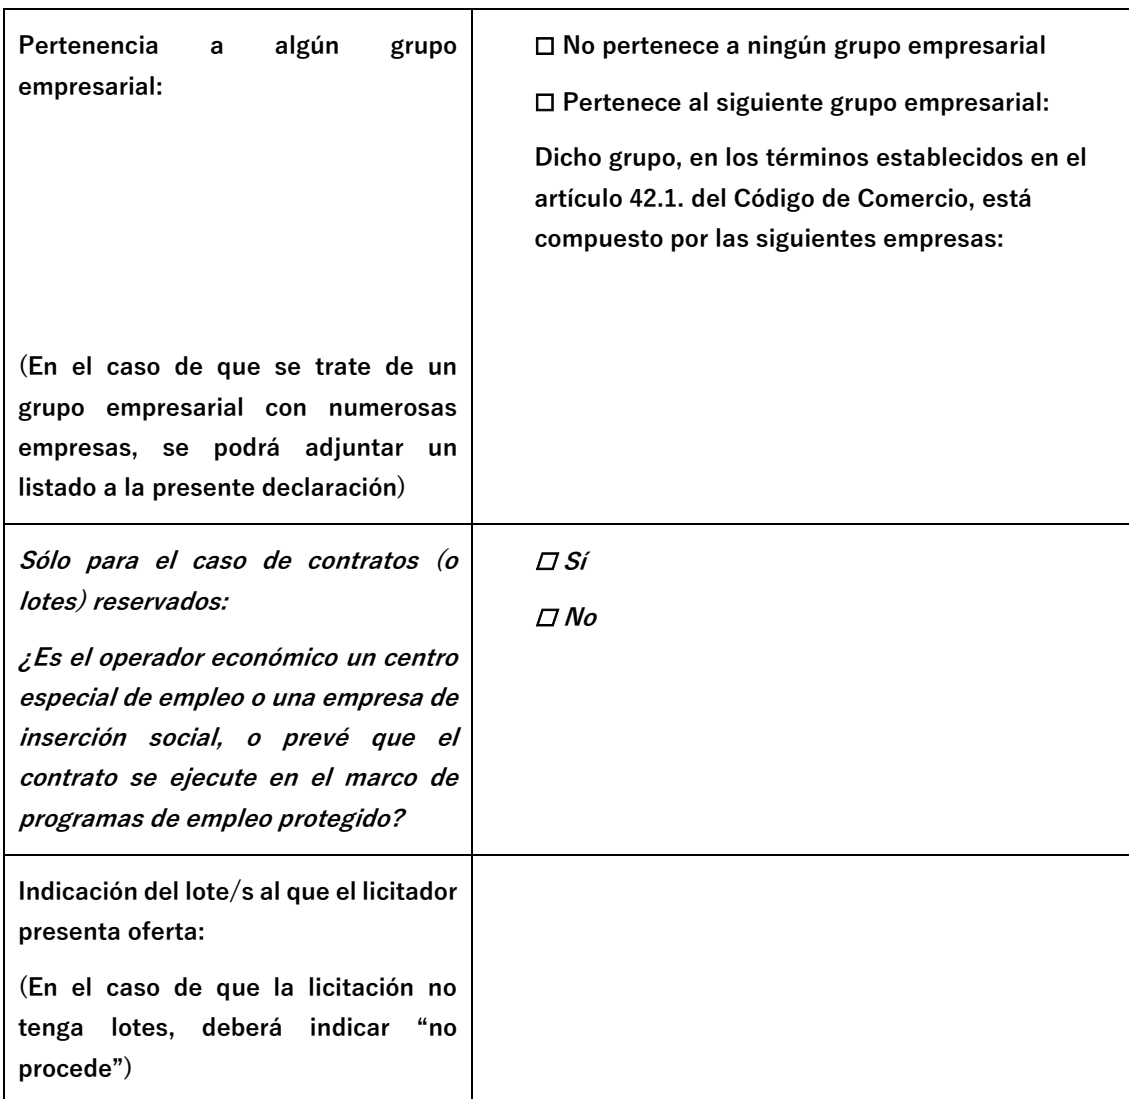 Pertenencia a algún grupo
empresarial:
(En el caso de que se trate de un
grupo empresarial con numerosas
empresas, se podrá adjuntar un
listado a la presente declaración)
☐ No pertenece a ningún grupo empresarial
☐ Pertenece al siguiente grupo empresarial:
Dicho grupo, en los términos establecidos en el
artículo 42.1. del Código de Comercio, está
compuesto por las siguientes empresas:
Sólo para el caso de contratos (o
lotes) reservados:
¿Es el operador económico un centro
especial de empleo o una empresa de
inserción social, o prevé que el
contrato se ejecute en el marco de
programas de empleo protegido?
☐ Sí
☐ No
Indicación del lote/s al que el licitador
presenta oferta:
(En el caso de que la licitación no
tenga lotes, deberá indicar “no
procede”)